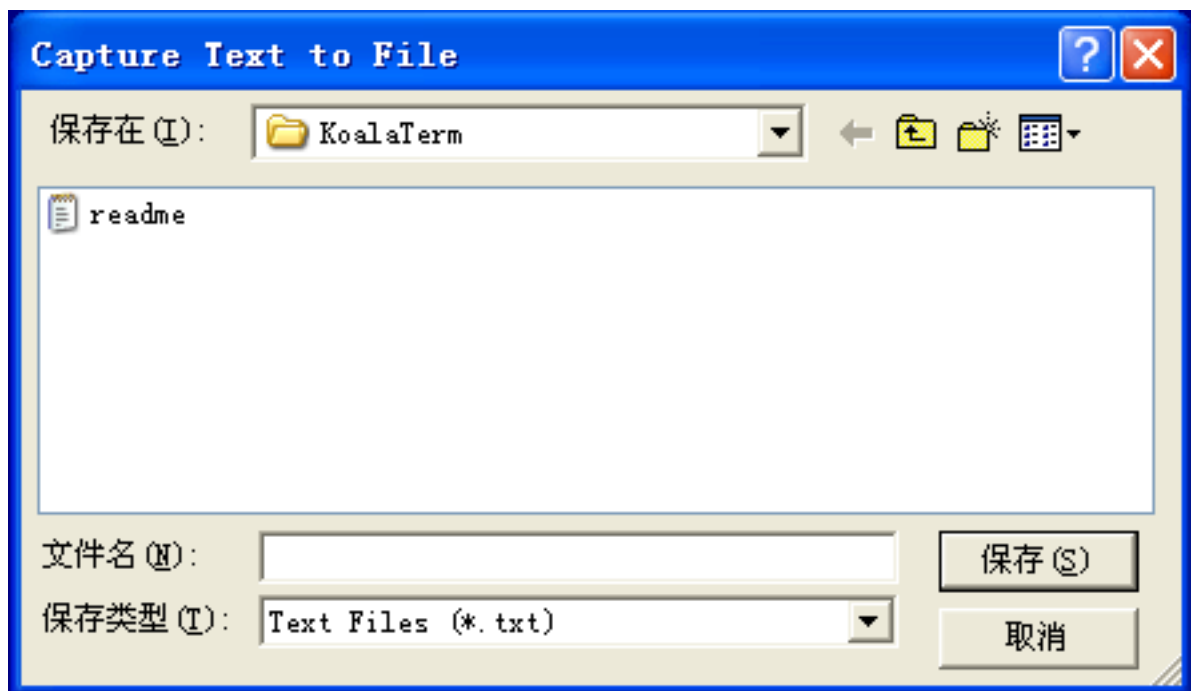 Capture Text to File
保存在(I): KoalaTerm
readme
文件名(N):
保存(S)
保存类型(T): Text Files (*.txt)
取消